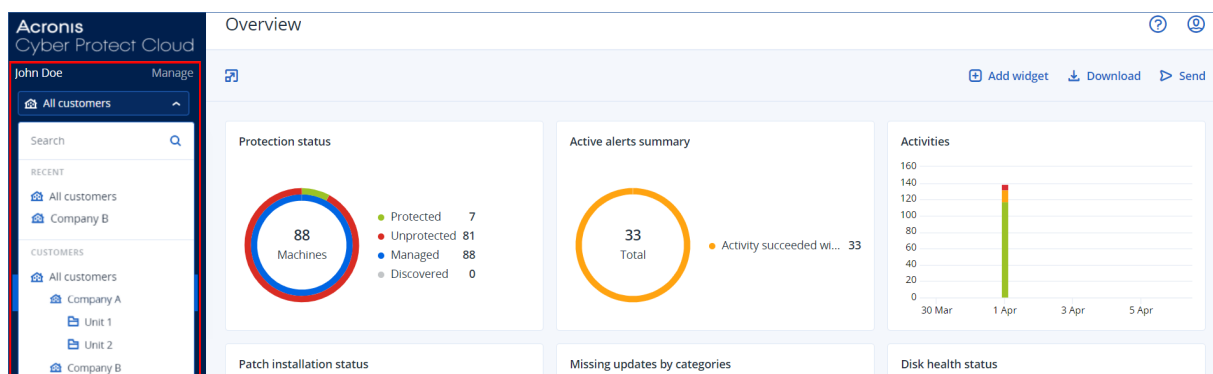 Acronis
Cyber Protect Cloud
John Doe Manage
All customers
Search
RECENT
All customers
Company B
CUSTOMERS
All customers
Company A
Unit 1
Unit 2
Company B
Overview
Add widget Download Send
Protection status
88
Machines
Protected 7
Unprotected 81
Managed 88
Discovered 0
Active alerts summary
33
Total
Activity succeeded wi... 33
Activities
160
140
120
100
80
60
40
20
0
30 Mar 1 Apr 3 Apr 5 Apr
Patch installation status
Missing updates by categories
Disk health status